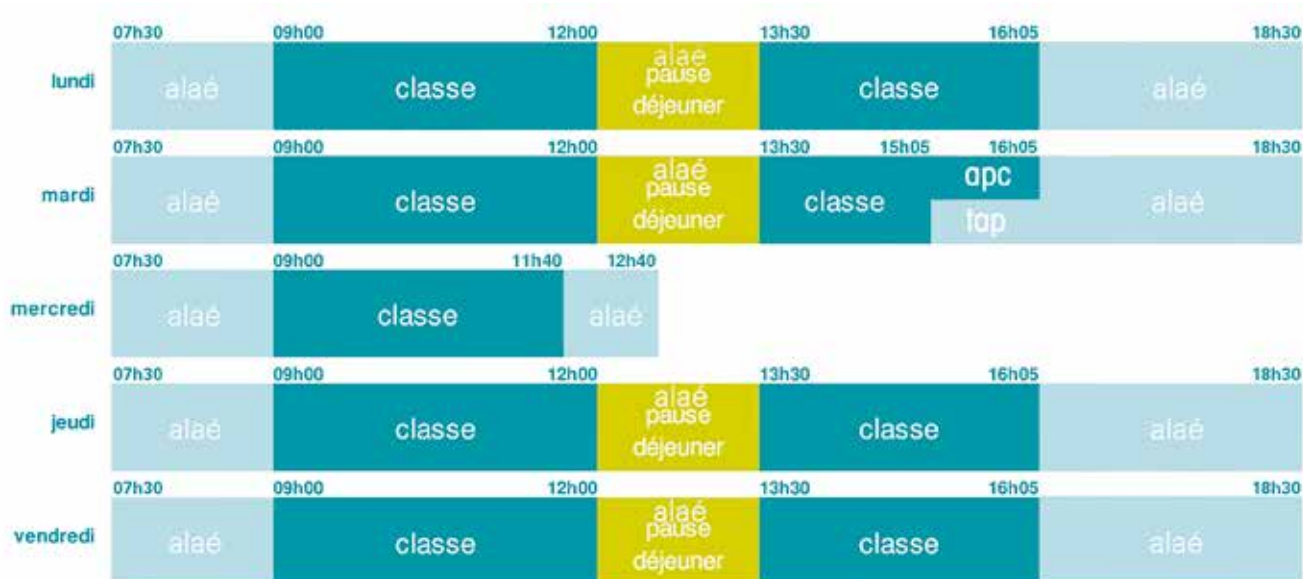 07h30 09h00 12h00 13h30 16h05 18h30
lundi alaé classe alaé pause déjeuner classe alaé
07h30 09h00 12h00 13h30 15h05 16h05 18h30
mardi alaé classe alaé pause déjeuner classe apc tap alaé
07h30 09h00 11h40 12h40
mercredi alaé classe alaé
07h30 09h00 12h00 13h30 16h05 18h30
jeudi alaé classe alaé pause déjeuner classe alaé
07h30 09h00 12h00 13h30 16h05 18h30
vendredi alaé classe alaé pause déjeuner classe alaé